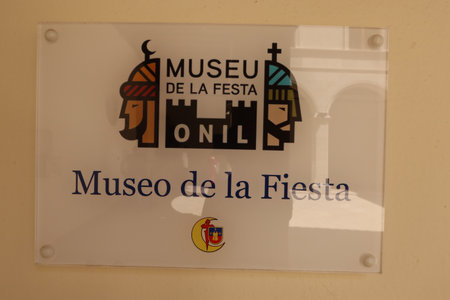 MUSEU
DE LA FESTA
ONIL
Museo de la Fiesta